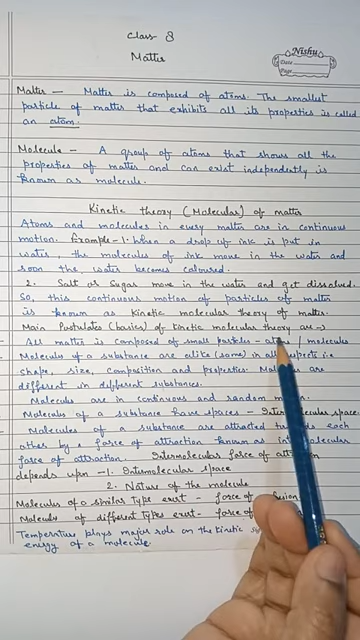 Class 8
Matter
Nishu
Date
Page
Matter — Matter is composed of atoms. The smallest
particle of matter that exhibits all its properties is called
an atom.
Molecule - A group of atoms that shows all the
properties of matter and can exist independently is
known as molecule.
Kinetic theory (Molecular) of matter
Atoms and molecules in every matter are in continuous
motion. Example-1. When a drop of ink is put in
water, the molecules of ink move in the water and
soon the water becomes coloured.
2. Salt or Sugar move in the water and get dissolved.
So, this continuous motion of particles of matter
is known as kinetic molecular theory of matter.
Main Postulates (basics) of kinetic molecular theory are →
All matter is composed of small particles - / molecules
Molecules of a substance are alike (same) in all respects i.e
shape, size, composition and properties. are
different in different substances.
Molecules are in continuous and random
Molecules of a substance have spaces - Intermolecular space.
Molecules of a substance are attracted each
other by a force of attraction known as
force of attraction. Intermolecular force of
depends upon -1. Intermolecular space
2. Nature of the molecule
Molecules of a similar Type exert - force of
Molecules of different Types exert - force of
Temperature plays major role on the kinetic
energy of a molecule